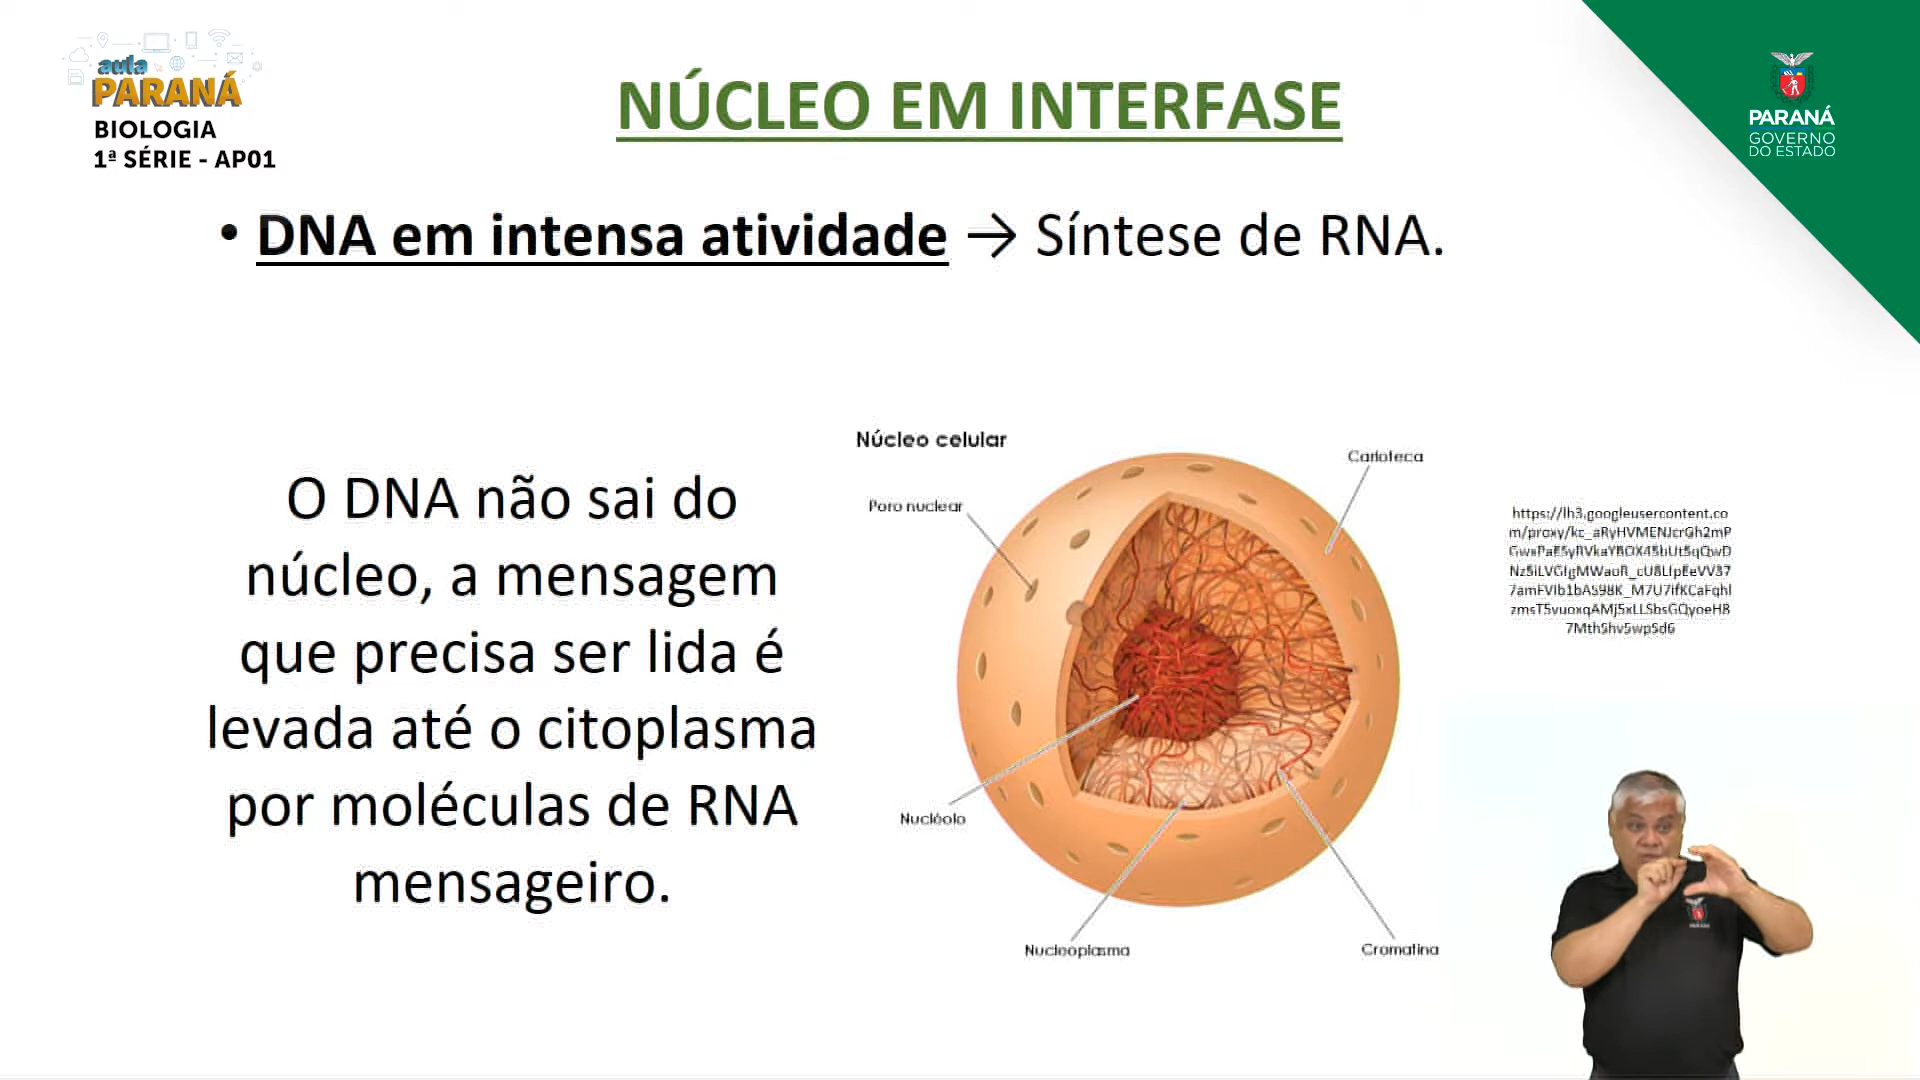 aula
PARANÁ
BIOLOGIA
1ª SÉRIE - AP01
NÚCLEO EM INTERFASE
PARANÁ
GOVERNO
DO ESTADO
• DNA em intensa atividade → Síntese de RNA.
O DNA não sai do
núcleo, a mensagem
que precisa ser lida é
levada até o citoplasma
por moléculas de RNA
mensageiro.
Núcleo celular
Carioteca
Poro nuclear
Nucléolo
Nucleoplasma
Cromatina
https://lh3.googleusercontent.co